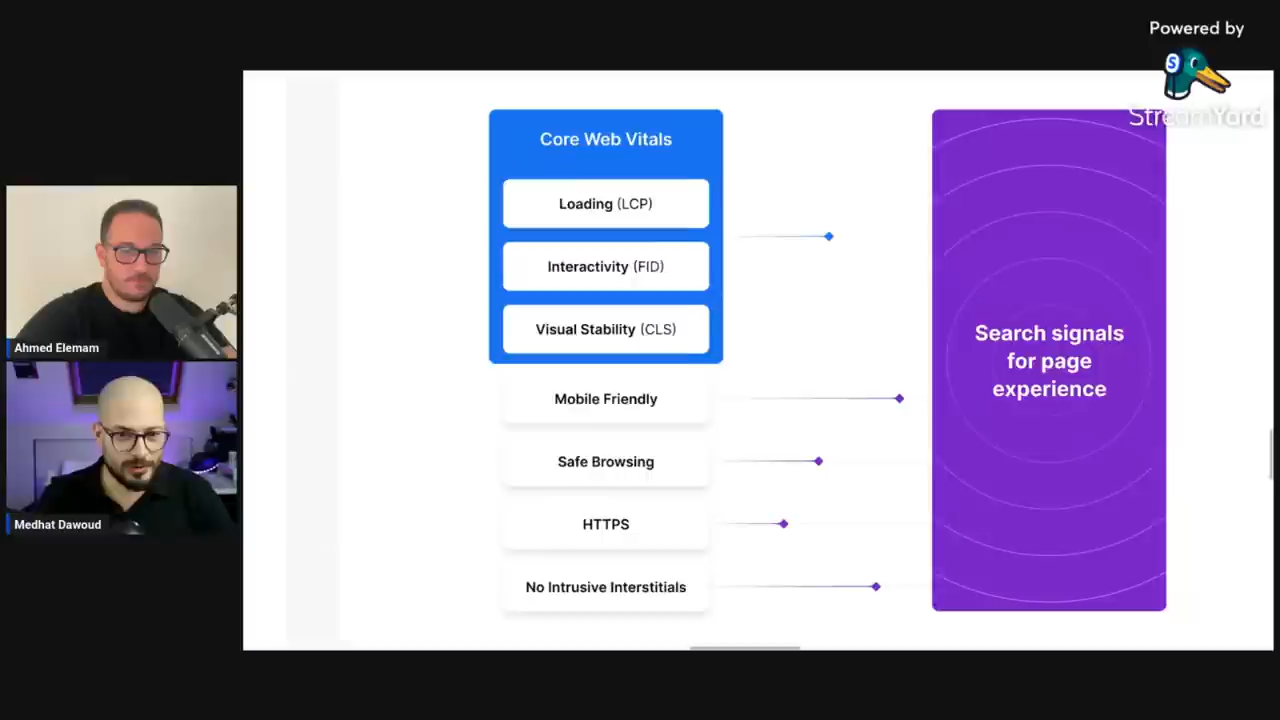 Powered by
StreamYard
Core Web Vitals
Loading (LCP)
Interactivity (FID)
Visual Stability (CLS)
Mobile Friendly
Safe Browsing
HTTPS
No Intrusive Interstitials
Search signals
for page
experience
Ahmed Elemam
Medhat Dawoud